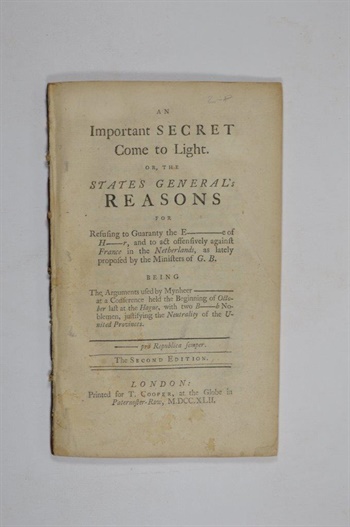 AN
Important SECRET
Come to Light.
OR, THE
STATES GENERAL's
REASONS
FOR
Refusing to Guaranty the E———e of
H——r, and to act offensively against
France in the Netherlands, as lately
proposed by the Ministers of G. B.
BEING
The Arguments used by Mynheer ———
at a Conference held the Beginning of Octo-
ber last at the Hague, with two B—h No-
blemen, justifying the Neutrality of the U-
nited Provinces.
——— pro Republica semper.
The SECOND EDITION.
LONDON:
Printed for T. COOPER, at the Globe in
Paternoster-Row, M.DCC.XLII.